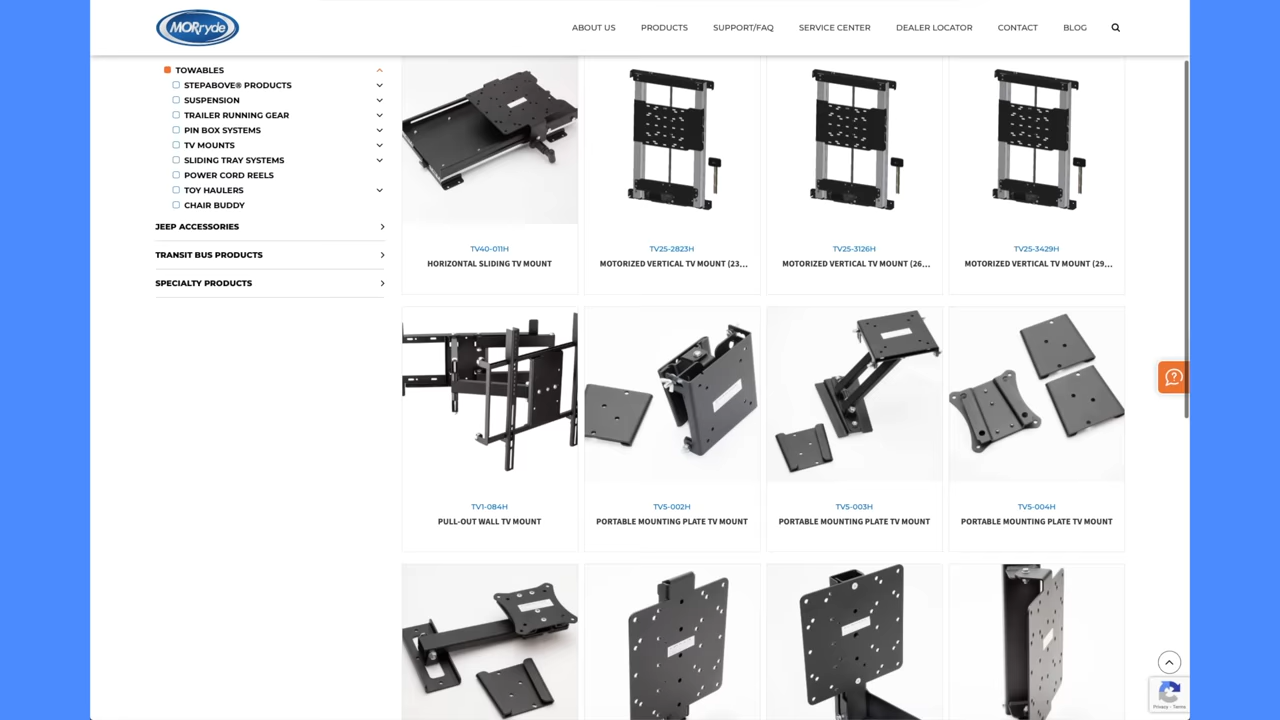 MORryde
ABOUT US
PRODUCTS
SUPPORT/FAQ
SERVICE CENTER
DEALER LOCATOR
CONTACT
BLOG
TOWABLES
STEPABOVE® PRODUCTS
SUSPENSION
TRAILER RUNNING GEAR
PIN BOX SYSTEMS
TV MOUNTS
SLIDING TRAY SYSTEMS
POWER CORD REELS
TOY HAULERS
CHAIR BUDDY
JEEP ACCESSORIES
TRANSIT BUS PRODUCTS
SPECIALTY PRODUCTS
TV40-011H
HORIZONTAL SLIDING TV MOUNT
TV25-2823H
MOTORIZED VERTICAL TV MOUNT (23...
TV25-3126H
MOTORIZED VERTICAL TV MOUNT (26...
TV25-3429H
MOTORIZED VERTICAL TV MOUNT (29...
TV1-084H
PULL-OUT WALL TV MOUNT
TV5-002H
PORTABLE MOUNTING PLATE TV MOUNT
TV5-003H
PORTABLE MOUNTING PLATE TV MOUNT
TV5-004H
PORTABLE MOUNTING PLATE TV MOUNT
Privacy - Terms